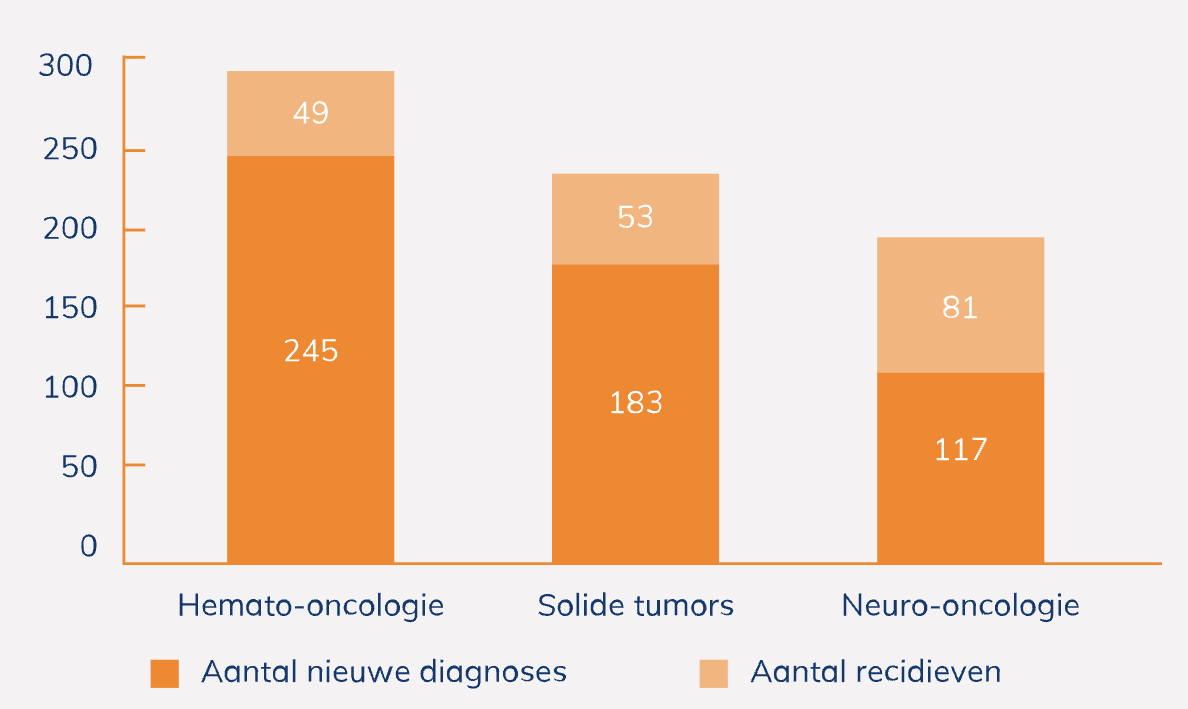 300
250
200
150
100
50
0
49
245
53
183
81
117
Hemato-oncologie
Solide tumors
Neuro-oncologie
Aantal nieuwe diagnoses
Aantal recidieven